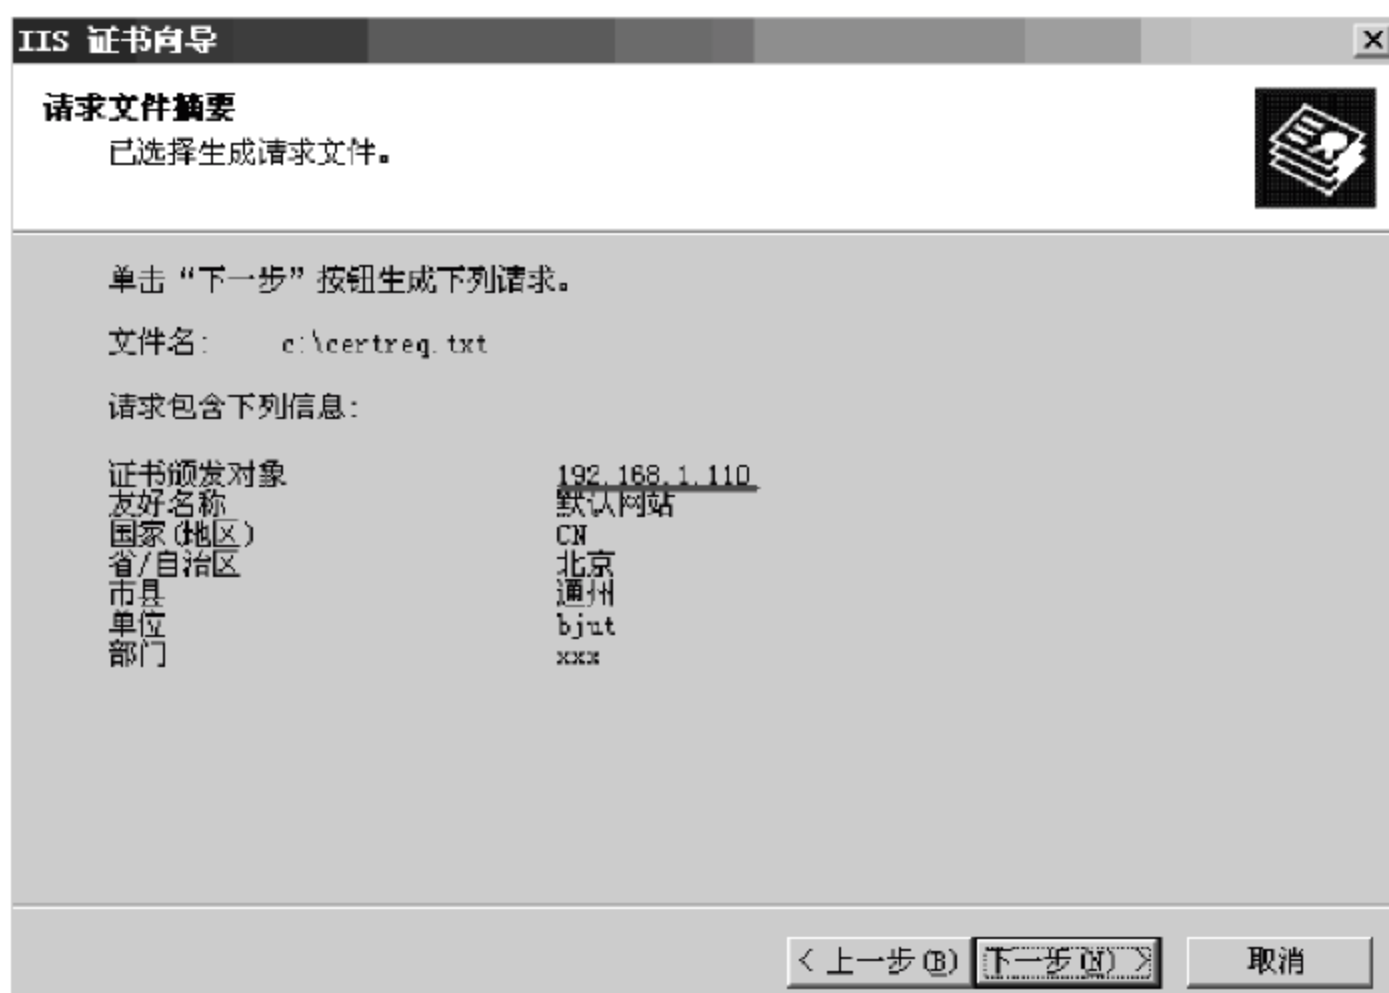 IIS 证书向导
请求文件摘要
已选择生成请求文件。
单击“下一步”按钮生成下列请求。
文件名: c:\certreq.txt
请求包含下列信息:
证书颁发对象 192.168.1.110
友好名称 默认网站
国家(地区) CN
省/自治区 北京
市县 通州
单位 bjut
部门 xxx
< 上一步(B) 下一步(N) > 取消